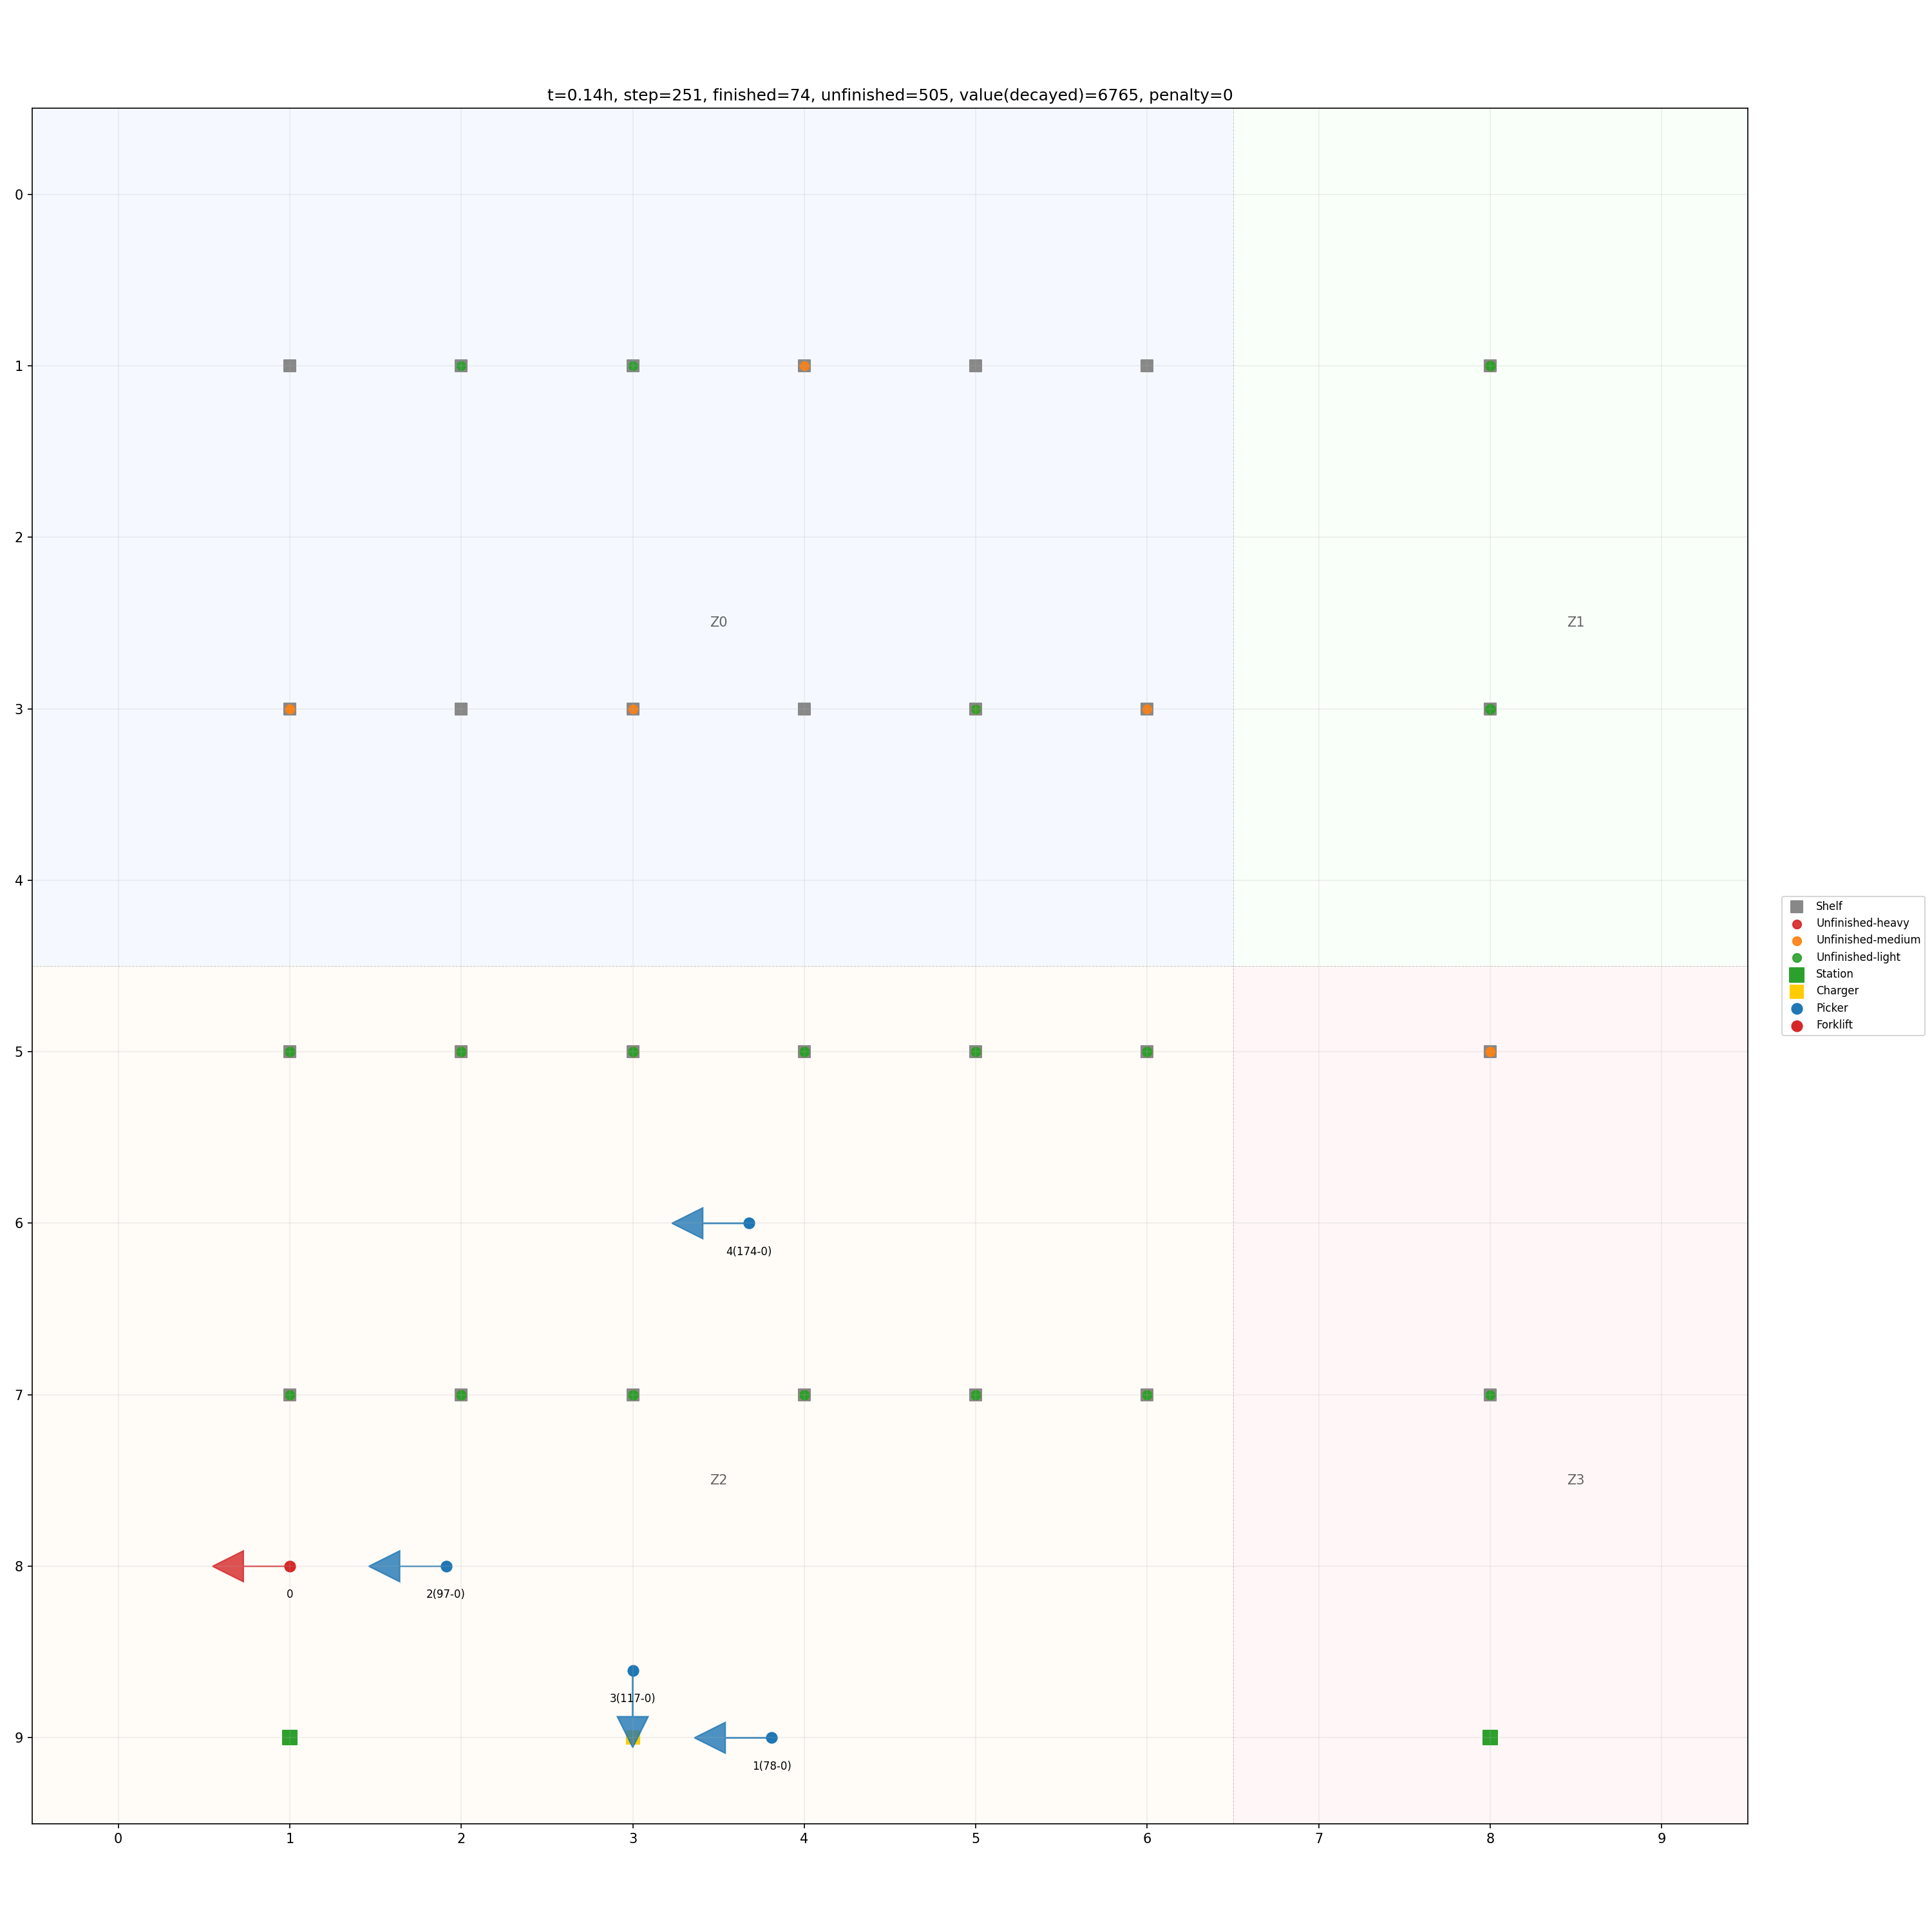 t=0.14h, step=251, finished=74, unfinished=505, value(decayed)=6765, penalty=0
0
1
2
Z0
Z1
3
4
Shelf
Unfinished-heavy
Unfinished-medium
Unfinished-light
Station
Charger
Picker
Forklift
5
6
4(174-0)
7
Z2
Z3
8
0
2(97-0)
3(117-0)
9
1(78-0)
0 1 2 3 4 5 6 7 8 9